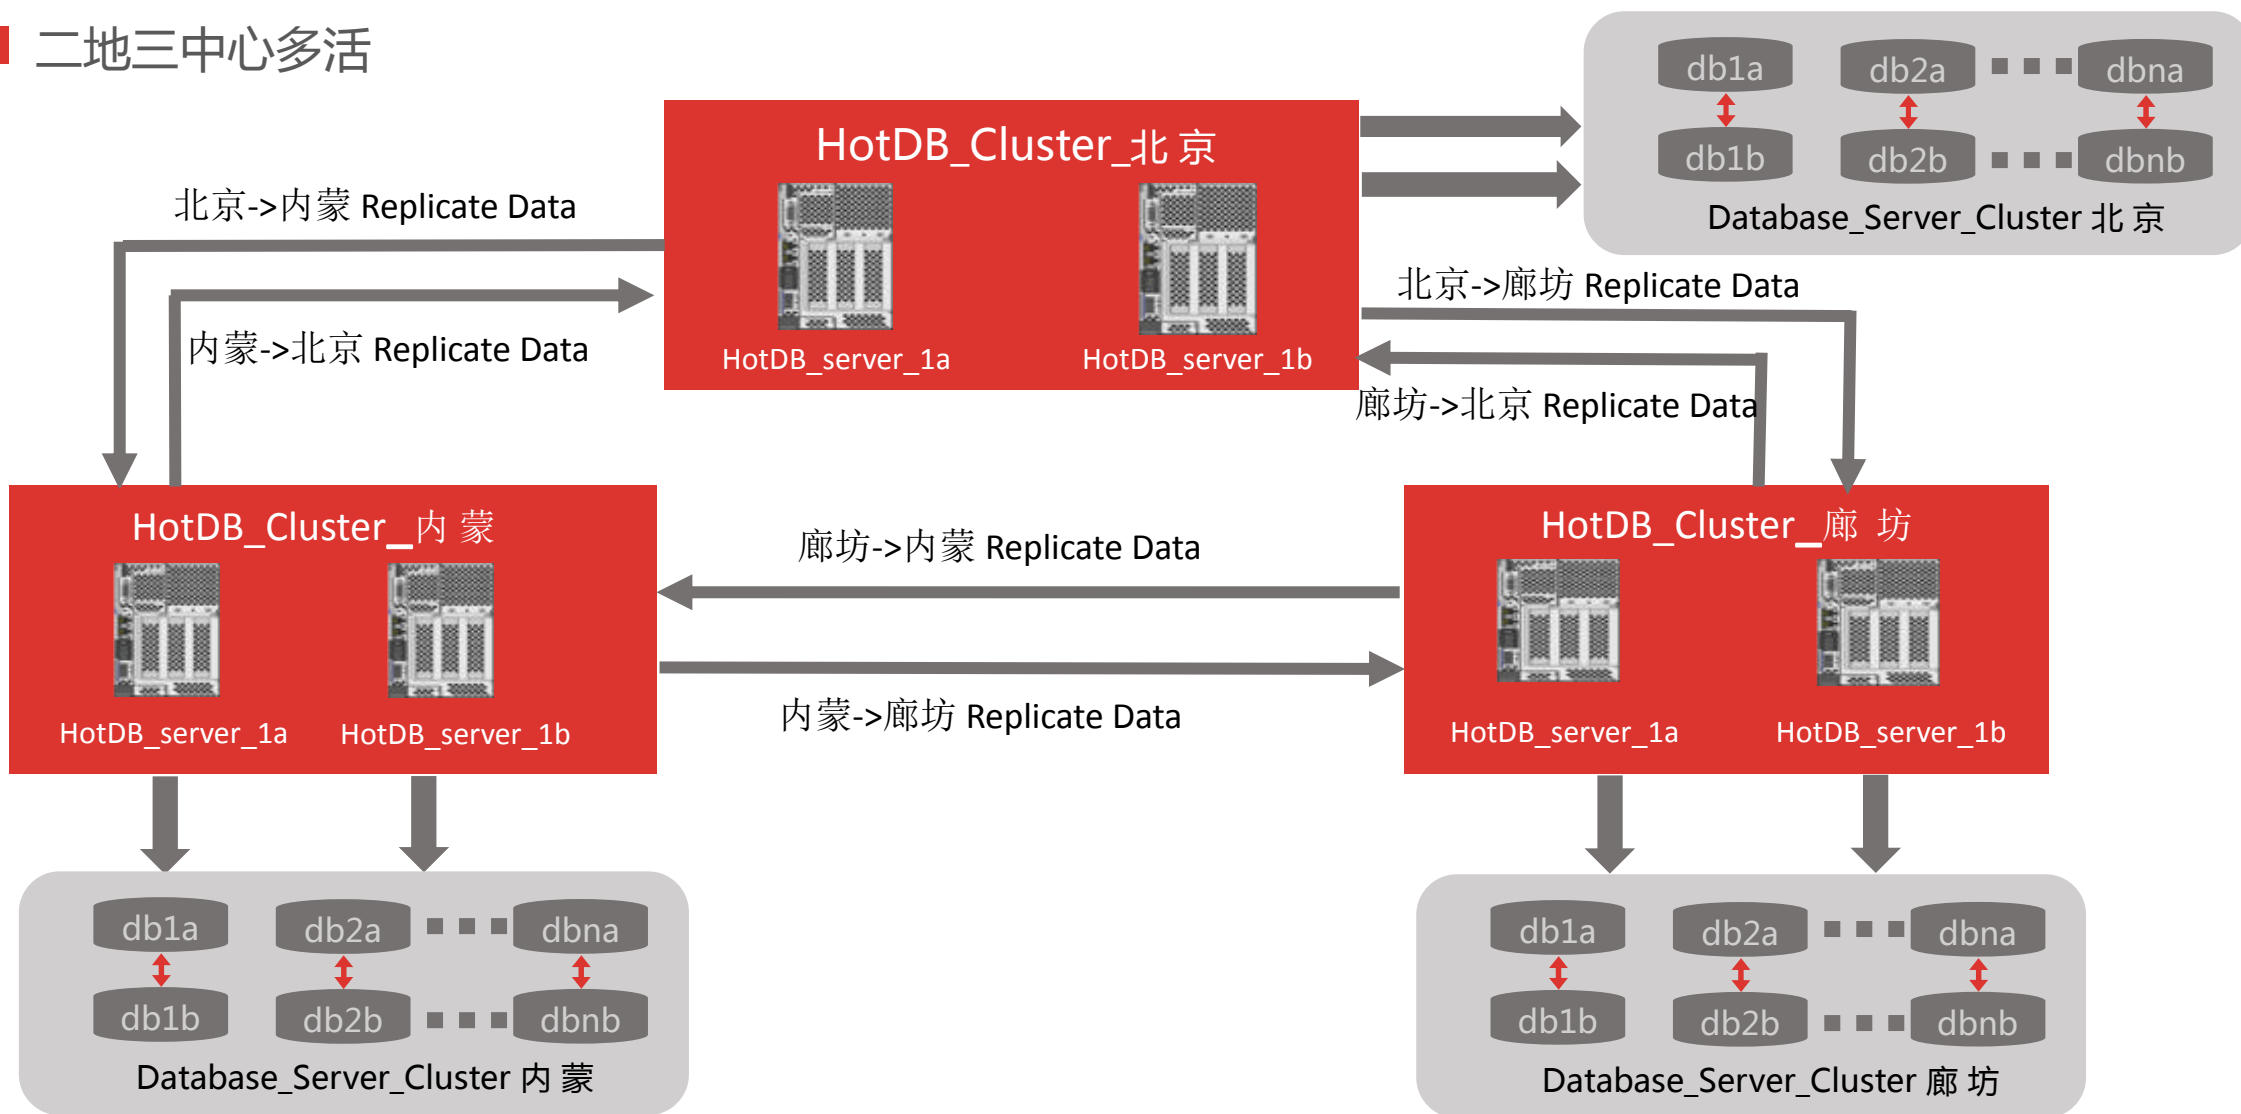 二地三中心多活
db1a db2a dbna
db1b db2b dbnb
Database_Server_Cluster 北 京
HotDB_Cluster_北 京
HotDB_server_1a HotDB_server_1b
北京->内蒙 Replicate Data
内蒙->北京 Replicate Data
北京->廊坊 Replicate Data
廊坊->北京 Replicate Data
HotDB_Cluster_内 蒙
HotDB_server_1a HotDB_server_1b
廊坊->内蒙 Replicate Data
内蒙->廊坊 Replicate Data
HotDB_Cluster_廊 坊
HotDB_server_1a HotDB_server_1b
db1a db2a dbna
db1b db2b dbnb
Database_Server_Cluster 内 蒙
db1a db2a dbna
db1b db2b dbnb
Database_Server_Cluster 廊 坊